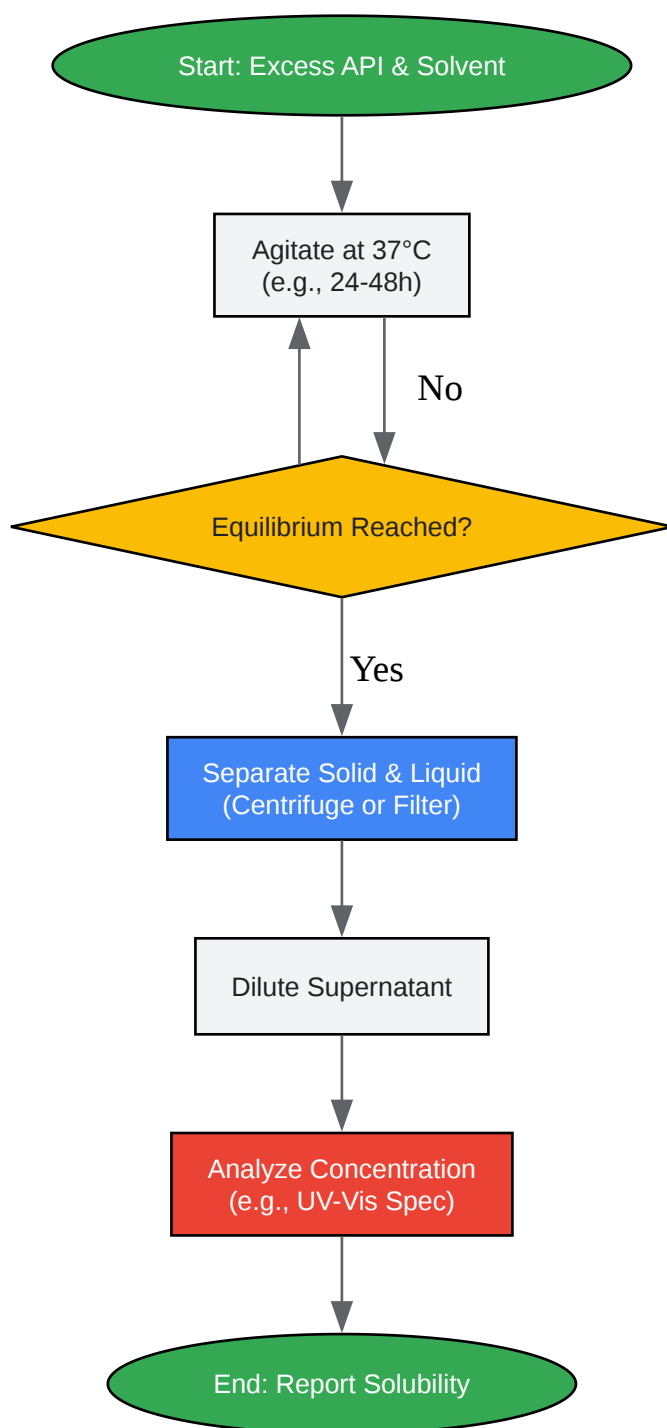 Start: Excess API & Solvent
Agitate at 37°C
(e.g., 24-48h)
No
Equilibrium Reached?
Yes
Separate Solid & Liquid
(Centrifuge or Filter)
Dilute Supernatant
Analyze Concentration
(e.g., UV-Vis Spec)
End: Report Solubility